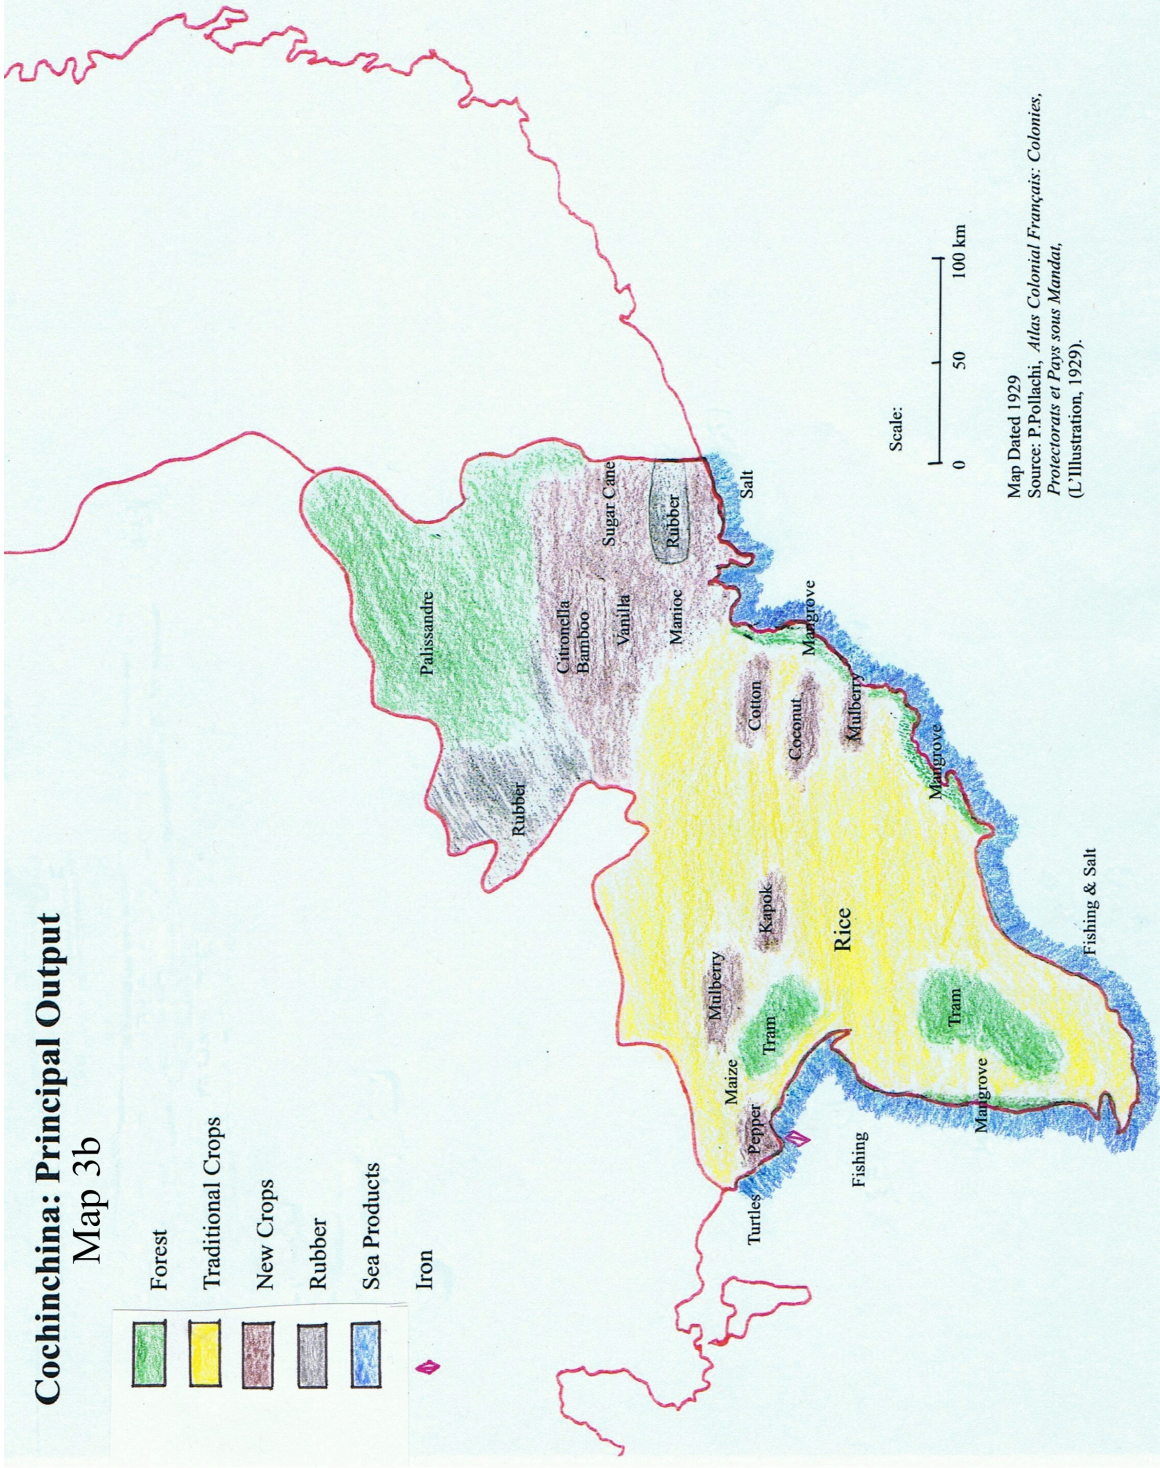 Cochinchina: Principal Output
Map 3b
Forest
Traditional Crops
New Crops
Rubber
Sea Products
Iron
Palissandre
Rubber
Citronella
Bamboo
Sugar Cane
Vanilla
Rubber
Manioc
Salt
Mangrove
Cotton
Coconut
Mulberry
Mangrove
Kapok
Rice
Mulberry
Tram
Maize
Tram
Pepper
Mangrove
Turtles
Fishing
Fishing & Salt
Scale:
0 50 100 km
Map Dated 1929
Source: P.Pollachi, Atlas Colonial Français: Colonies,
Protectorats et Pays sous Mandat,
(L'Illustration, 1929).